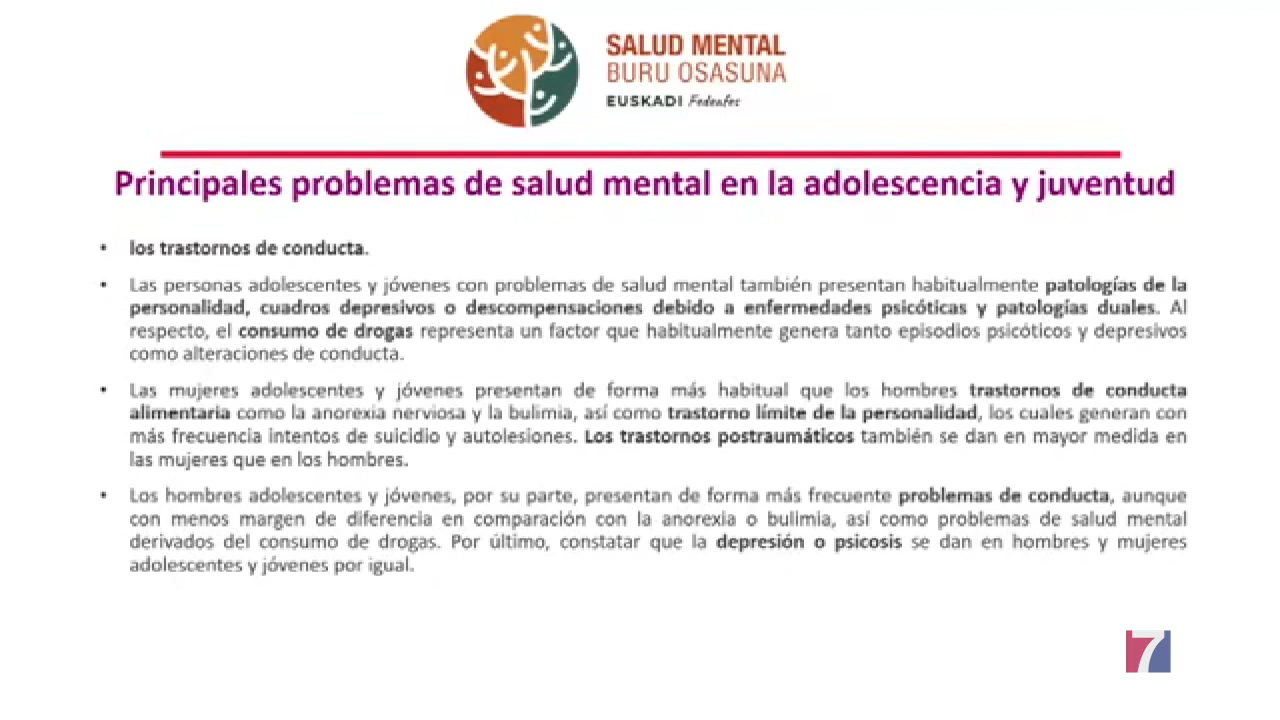 SALUD MENTAL
BURU OSASUNA
EUSKADI Fedeafes
Principales problemas de salud mental en la adolescencia y juventud
• los trastornos de conducta.
• Las personas adolescentes y jóvenes con problemas de salud mental también presentan habitualmente patologías de la
personalidad, cuadros depresivos o descompensaciones debido a enfermedades psicóticas y patologías duales. Al
respecto, el consumo de drogas representa un factor que habitualmente genera tanto episodios psicóticos y depresivos
como alteraciones de conducta.
• Las mujeres adolescentes y jóvenes presentan de forma más habitual que los hombres trastornos de conducta
alimentaria como la anorexia nerviosa y la bulimia, así como trastorno límite de la personalidad, los cuales generan con
más frecuencia intentos de suicidio y autolesiones. Los trastornos postraumáticos también se dan en mayor medida en
las mujeres que en los hombres.
• Los hombres adolescentes y jóvenes, por su parte, presentan de forma más frecuente problemas de conducta, aunque
con menos margen de diferencia en comparación con la anorexia o bulimia, así como problemas de salud mental
derivados del consumo de drogas. Por último, constatar que la depresión o psicosis se dan en hombres y mujeres
adolescentes y jóvenes por igual.
7